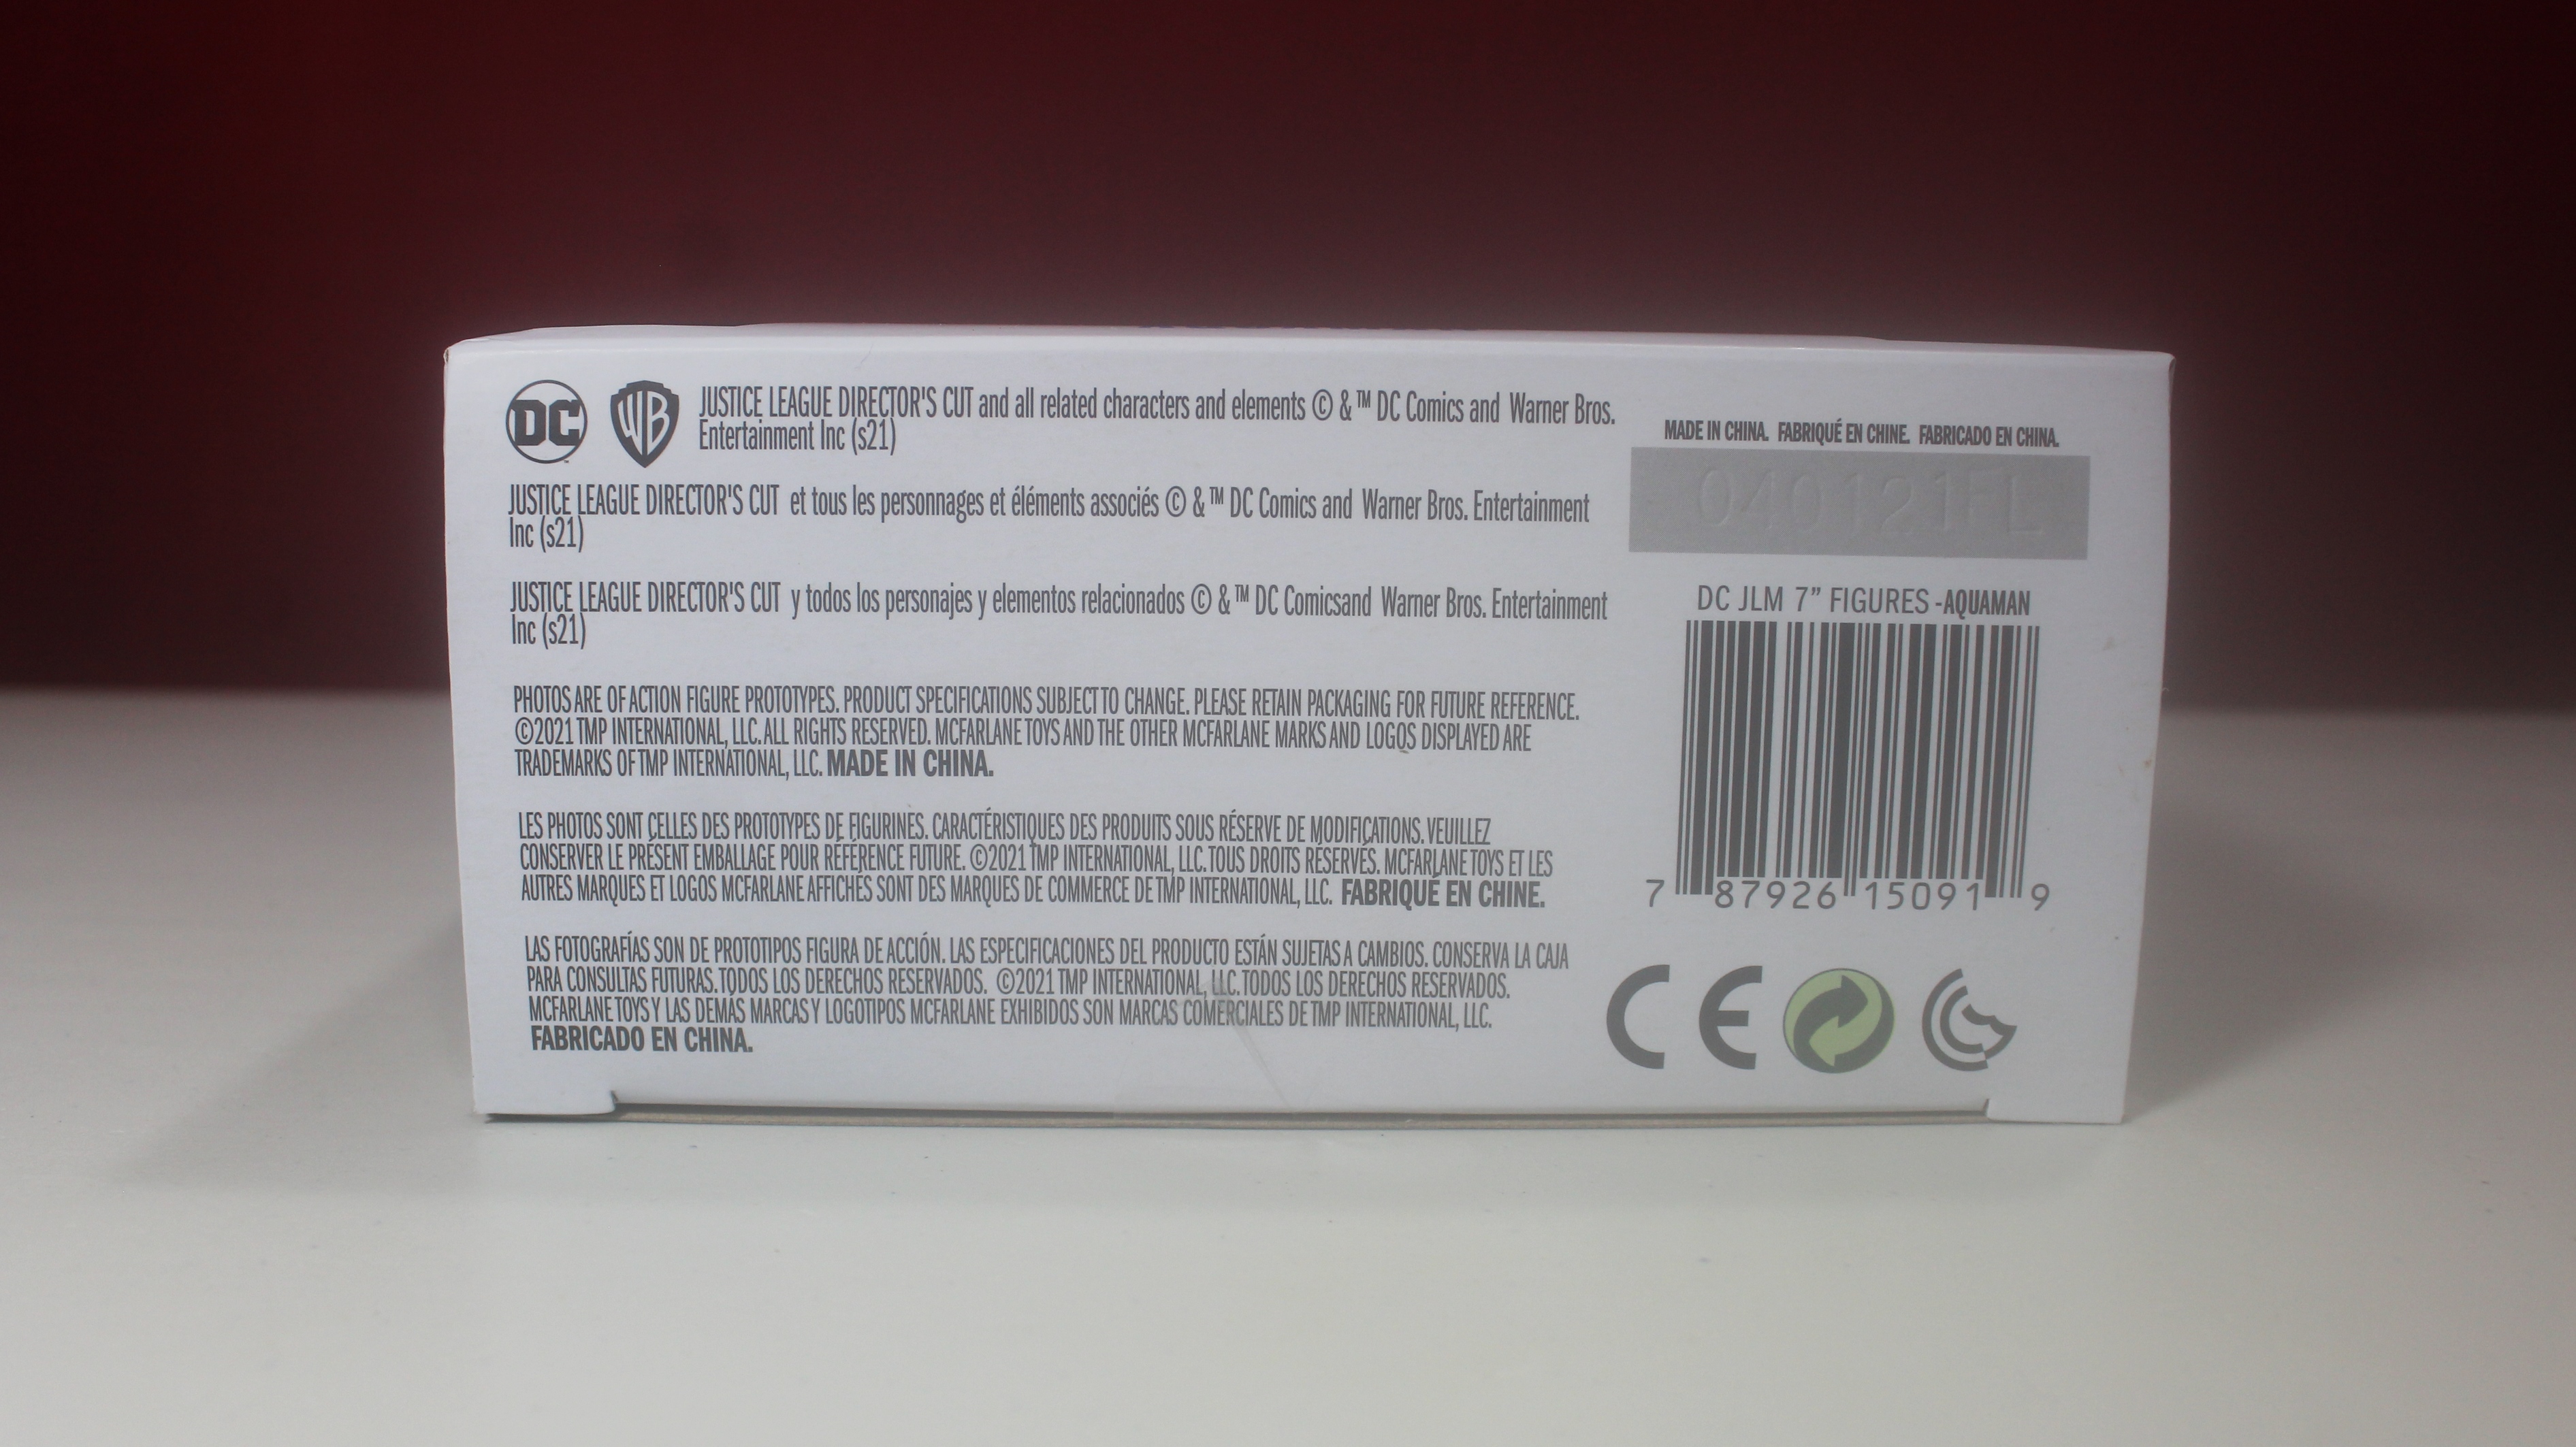 DC WB JUSTICE LEAGUE DIRECTOR'S CUT and all related characters and elements © & ™ DC Comics and Warner Bros.
Entertainment Inc (s21)
JUSTICE LEAGUE DIRECTOR'S CUT et tous les personnages et éléments associés © & ™ DC Comics and Warner Bros. Entertainment
Inc (s21)
JUSTICE LEAGUE DIRECTOR'S CUT y todos los personajes y elementos relacionados © & ™ DC Comicsand Warner Bros. Entertainment
Inc (s21)
PHOTOS ARE OF ACTION FIGURE PROTOTYPES. PRODUCT SPECIFICATIONS SUBJECT TO CHANGE. PLEASE RETAIN PACKAGING FOR FUTURE REFERENCE.
©2021 TMP INTERNATIONAL, LLC. ALL RIGHTS RESERVED. MCFARLANE TOYS AND THE OTHER MCFARLANE MARKS AND LOGOS DISPLAYED ARE
TRADEMARKS OF TMP INTERNATIONAL, LLC. MADE IN CHINA.
LES PHOTOS SONT CELLES DES PROTOTYPES DE FIGURINES. CARACTÉRISTIQUES DES PRODUITS SOUS RÉSERVE DE MODIFICATIONS. VEUILLEZ
CONSERVER LE PRÉSENT EMBALLAGE POUR RÉFÉRENCE FUTURE. ©2021 TMP INTERNATIONAL, LLC. TOUS DROITS RÉSERVÉS. MCFARLANE TOYS ET LES
AUTRES MARQUES ET LOGOS MCFARLANE AFFICHÉS SONT DES MARQUES DE COMMERCE DE TMP INTERNATIONAL, LLC. FABRIQUÉ EN CHINE.
LAS FOTOGRAFÍAS SON DE PROTOTIPOS FIGURA DE ACCIÓN. LAS ESPECIFICACIONES DEL PRODUCTO ESTÁN SUJETAS A CAMBIOS. CONSERVA LA CAJA
PARA CONSULTAS FUTURAS. TODOS LOS DERECHOS RESERVADOS. ©2021 TMP INTERNATIONAL, LLC. TODOS LOS DERECHOS RESERVADOS.
MCFARLANE TOYS Y LAS DEMÁS MARCAS Y LOGOTIPOS MCFARLANE EXHIBIDOS SON MARCAS COMERCIALES DE TMP INTERNATIONAL, LLC.
FABRICADO EN CHINA.
MADE IN CHINA. FABRIQUÉ EN CHINE. FABRICADO EN CHINA.
040121FL
DC JLM 7” FIGURES -AQUAMAN
7 87926 15091 9
CE